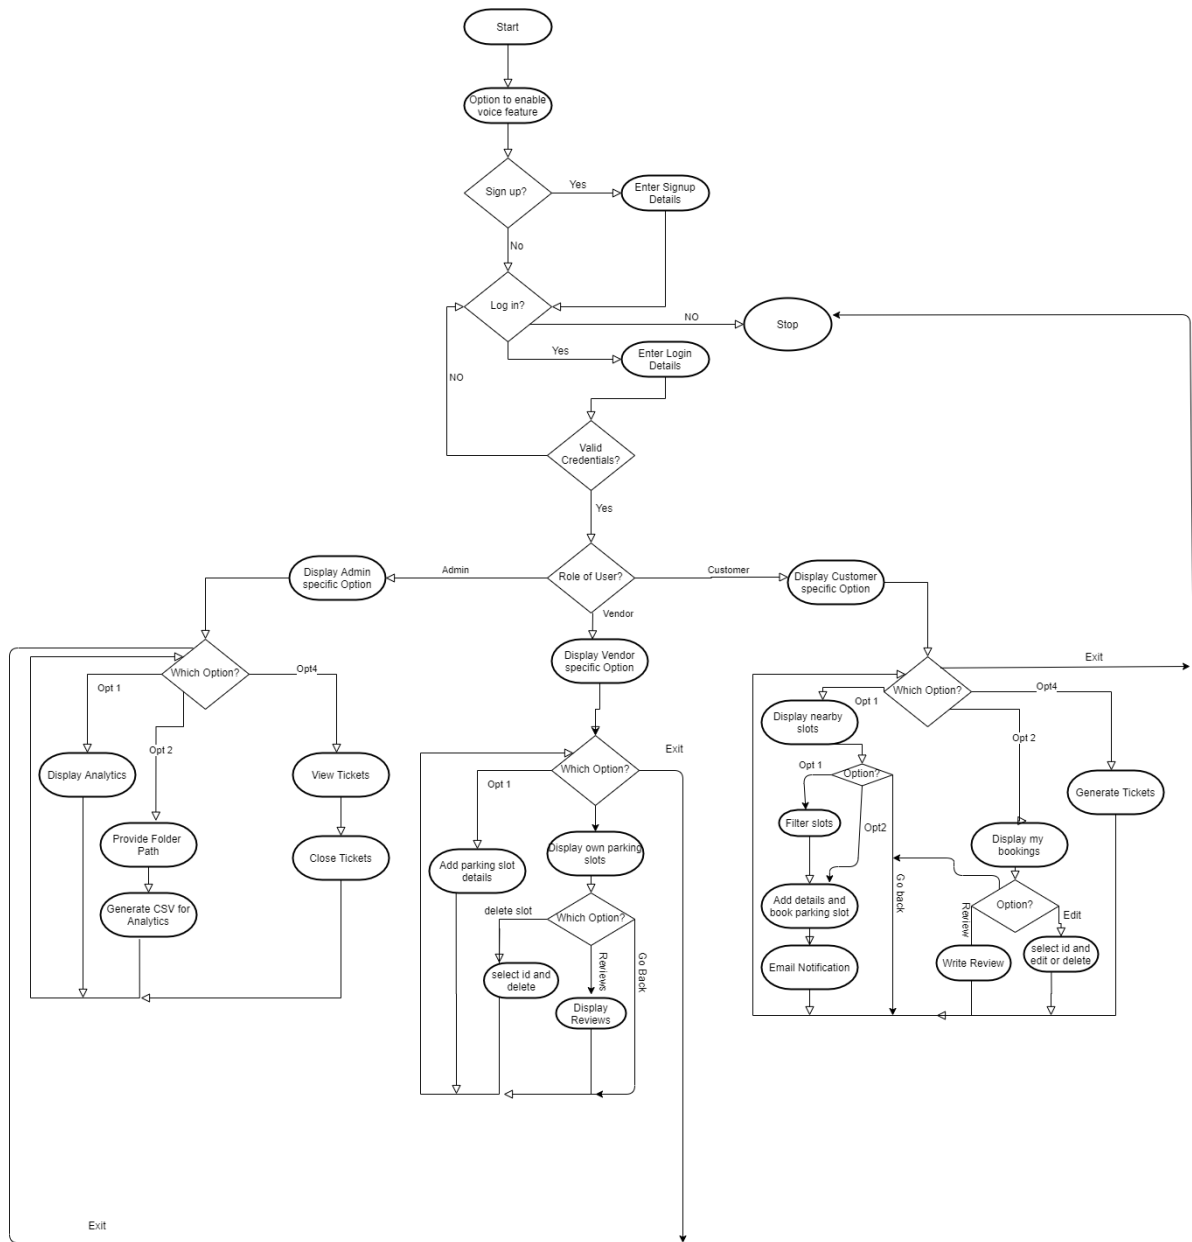 Start
Option to enable
voice feature
Sign up?
Yes
Enter Signup
Details
No
Log in?
NO
Stop
Yes
Enter Login
Details
NO
Valid
Credentials?
Yes
Display Admin
specific Option
Admin
Role of User?
Customer
Display Customer
specific Option
Vendor
Display Vendor
specific Option
Which Option?
Opt 1
Opt4
Opt 2
Display Analytics
View Tickets
Provide Folder
Path
Close Tickets
Generate CSV for
Analytics
Exit
Which Option?
Exit
Opt 1
Add parking slot
details
Display own parking
slots
delete slot
Which Option?
select id and
delete
Reviews
Go Back
Display
Reviews
Which Option?
Exit
Opt 1
Opt4
Opt 2
Display nearby
slots
Opt 1
Option?
Generate Tickets
Filter slots
Opt2
Display my
bookings
Go back
Add details and
book parking slot
Option?
Review
Edit
Email Notification
Write Review
select id and
edit or delete